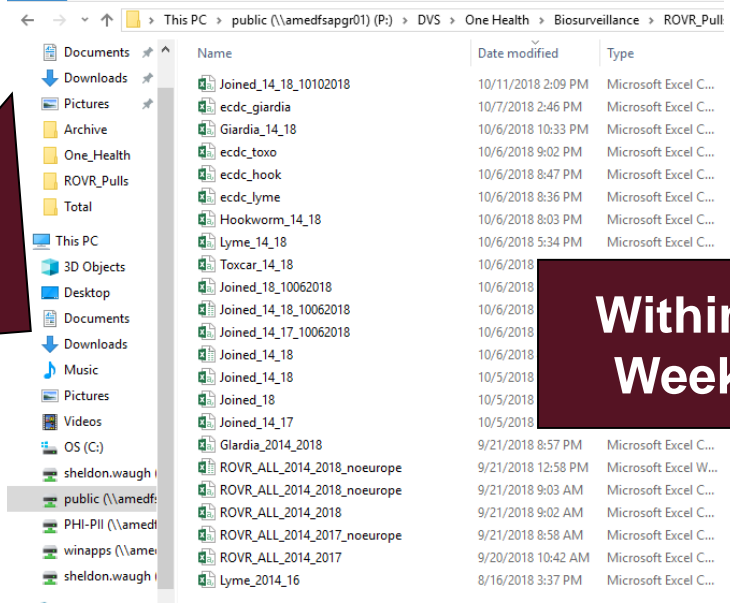 This PC > public (\\amedfsapgr01) (P:) > DVS > One Health > Biosurveillance > ROVR_Pull
Documents
Downloads
Pictures
Archive
One_Health
ROVR_Pulls
Total
This PC
3D Objects
Desktop
Documents
Downloads
Music
Pictures
Videos
OS (C:)
sheldon.waugh (
public (\\amedf
PHI-PII (\\amedf
winapps (\\ame
sheldon.waugh
Name Date modified Type
Joined_14_18_10102018 10/11/2018 2:09 PM Microsoft Excel C...
ecdc_giardia 10/7/2018 2:46 PM Microsoft Excel C...
Giardia_14_18 10/6/2018 10:33 PM Microsoft Excel C...
ecdc_toxo 10/6/2018 9:02 PM Microsoft Excel C...
ecdc_hook 10/6/2018 8:47 PM Microsoft Excel C...
ecdc_lyme 10/6/2018 8:36 PM Microsoft Excel C...
Hookworm_14_18 10/6/2018 8:03 PM Microsoft Excel C...
Lyme_14_18 10/6/2018 5:34 PM Microsoft Excel C...
Toxcar_14_18 10/6/2018
Joined_18_10062018 10/6/2018
Joined_14_18_10062018 10/6/2018
Joined_14_17_10062018 10/6/2018
Joined_14_18 10/6/2018
Joined_14_18 10/5/2018
Joined_18 10/5/2018
Joined_14_17 10/5/2018
GIardia_2014_2018 9/21/2018 8:57 PM Microsoft Excel C...
ROVR_ALL_2014_2018_noeurope 9/21/2018 12:58 PM Microsoft Excel W...
ROVR_ALL_2014_2018_noeurope 9/21/2018 9:03 AM Microsoft Excel C...
ROVR_ALL_2014_2018 9/21/2018 9:02 AM Microsoft Excel C...
ROVR_ALL_2014_2017_noeurope 9/21/2018 8:58 AM Microsoft Excel C...
ROVR_ALL_2014_2017 9/20/2018 10:42 AM Microsoft Excel C...
Lyme_2014_16 8/16/2018 3:37 PM Microsoft Excel C...
Within
Week